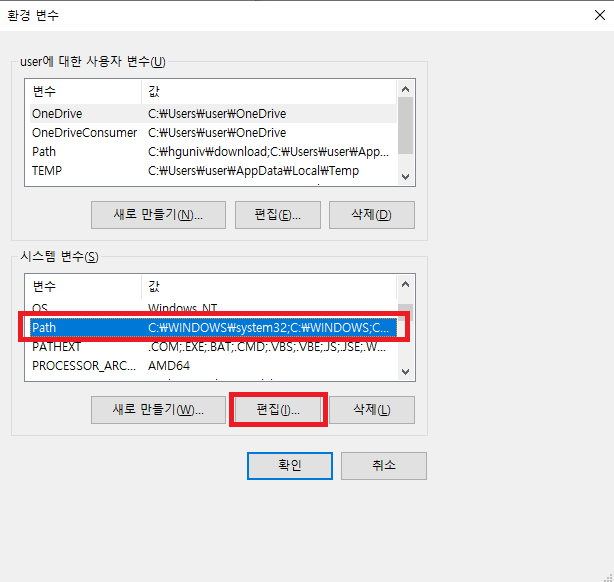 환경 변수
user에 대한 사용자 변수(U)
변수 값
OneDrive C:₩Users₩user₩OneDrive
OneDriveConsumer C:₩Users₩user₩OneDrive
Path C:₩hguniv₩download;C:₩Users₩user₩App...
TEMP C:₩Users₩user₩AppData₩Local₩Temp
새로 만들기(N)... 편집(E)... 삭제(D)
시스템 변수(S)
변수 값
OS Windows_NT
Path C:₩WINDOWS₩system32;C:₩WINDOWS;C...
PATHEXT .COM;.EXE;.BAT;.CMD;.VBS;.VBE;.JS;.JSE;.W...
PROCESSOR_ARC... AMD64
새로 만들기(W)... 편집(I)... 삭제(L)
확인 취소